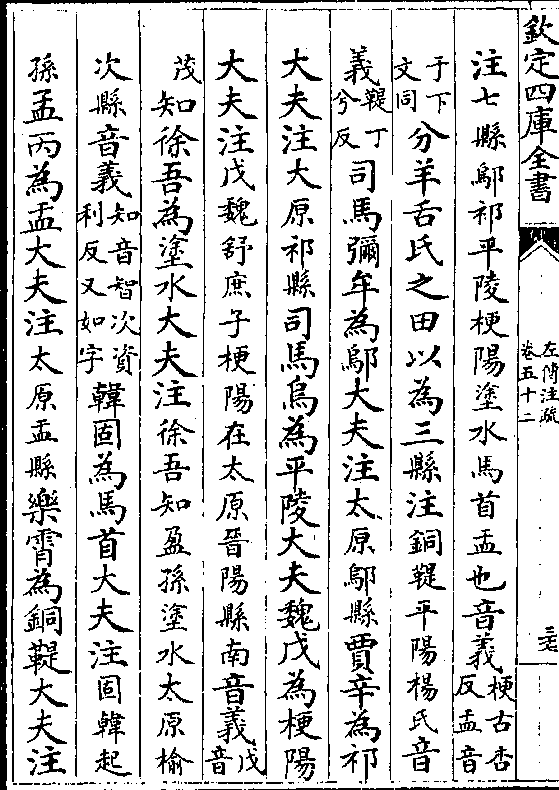 欽定四庫全書
左傳注疏
卷五十二
三七
注七縣鄔祁平陵梗陽塗水馬首盂也音義梗古杏反盂音
于下文同分羊舌氏之田以為三縣注銅鞮平陽楊氏音
義鞮丁兮反司馬彌牟為鄔大夫注太原鄔縣賈辛為祁
大夫注大原祁縣司馬烏為平陵大夫魏戊為梗陽
大夫注戊魏舒庶子梗陽在太原晉陽縣南音義戊音
茂知徐吾為塗水大夫注徐吾知盈孫塗水太原榆
次縣音義知音智次資利反又如字韓固為馬首大夫注固韓起
孫孟丙為盂大夫注太原盂縣樂霄為銅鞮大夫注